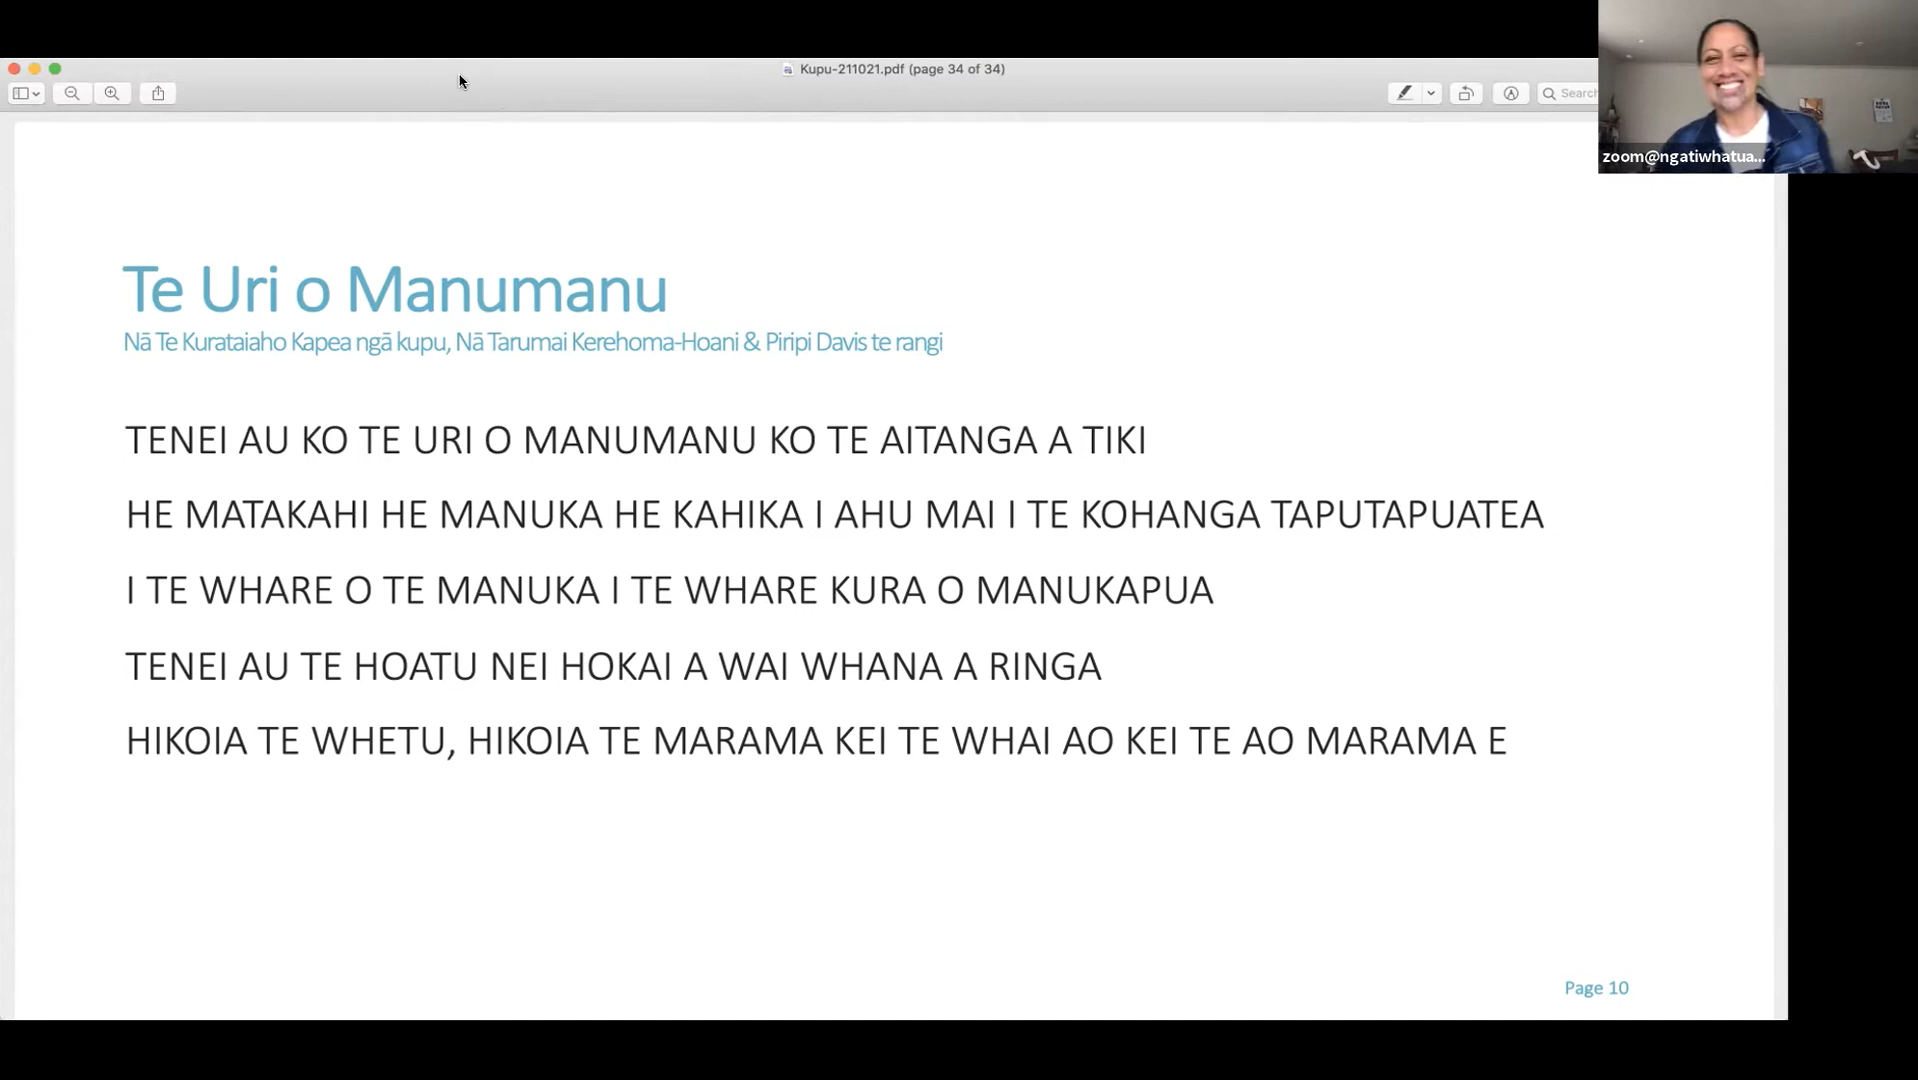 Kupu-211021.pdf (page 34 of 34)
Search
zoom@ngatiwhatua...
Te Uri o Manumanu
Nā Te Kurataiaho Kapea ngā kupu, Nā Tarumai Kerehoma-Hoani & Piripi Davis te rangi
TENEI AU KO TE URI O MANUMANU KO TE AITANGA A TIKI
HE MATAKAHI HE MANUKA HE KAHIKA I AHU MAI I TE KOHANGA TAPUTAPUATEA
I TE WHARE O TE MANUKA I TE WHARE KURA O MANUKAPUA
TENEI AU TE HOATU NEI HOKAI A WAI WHANA A RINGA
HIKOIA TE WHETU, HIKOIA TE MARAMA KEI TE WHAI AO KEI TE AO MARAMA E
Page 10